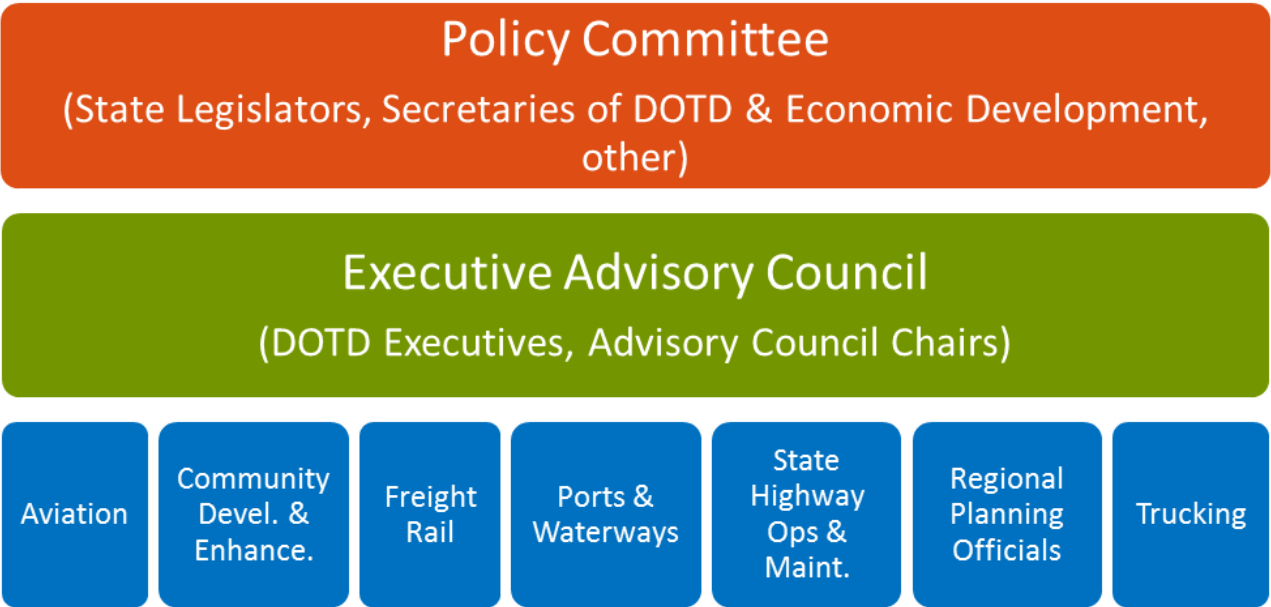 Policy Committee
(State Legislators, Secretaries of DOTD & Economic Development,
other)
Executive Advisory Council
(DOTD Executives, Advisory Council Chairs)
Aviation
Community
Devel. &
Enhance.
Freight
Rail
Ports &
Waterways
State
Highway
Ops &
Maint.
Regional
Planning
Officials
Trucking